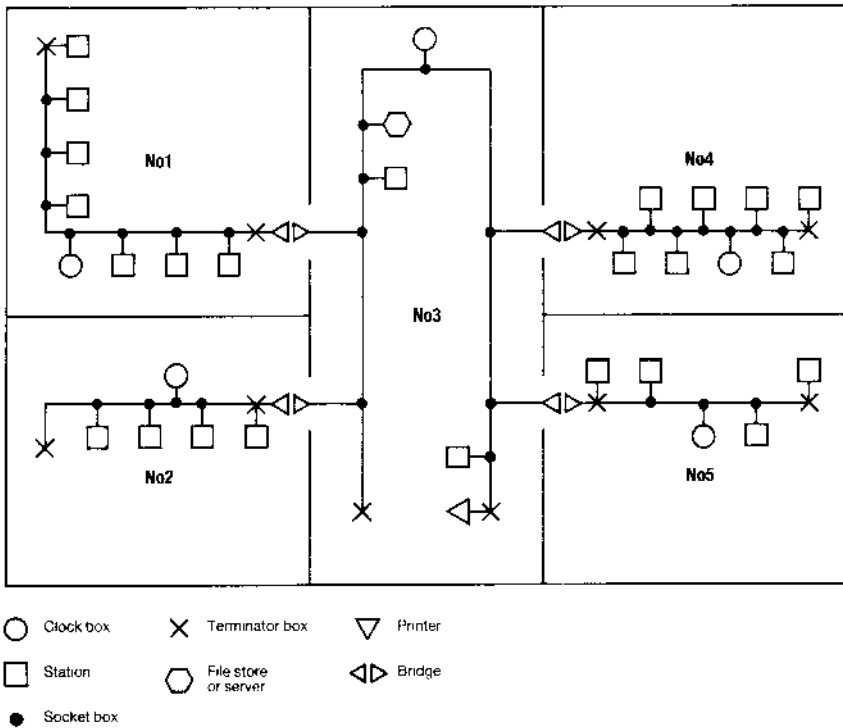 No1
No4
No3
No2
No5
Clock box
Terminator box
Printer
Station
File store
or server
Bridge
Socket box